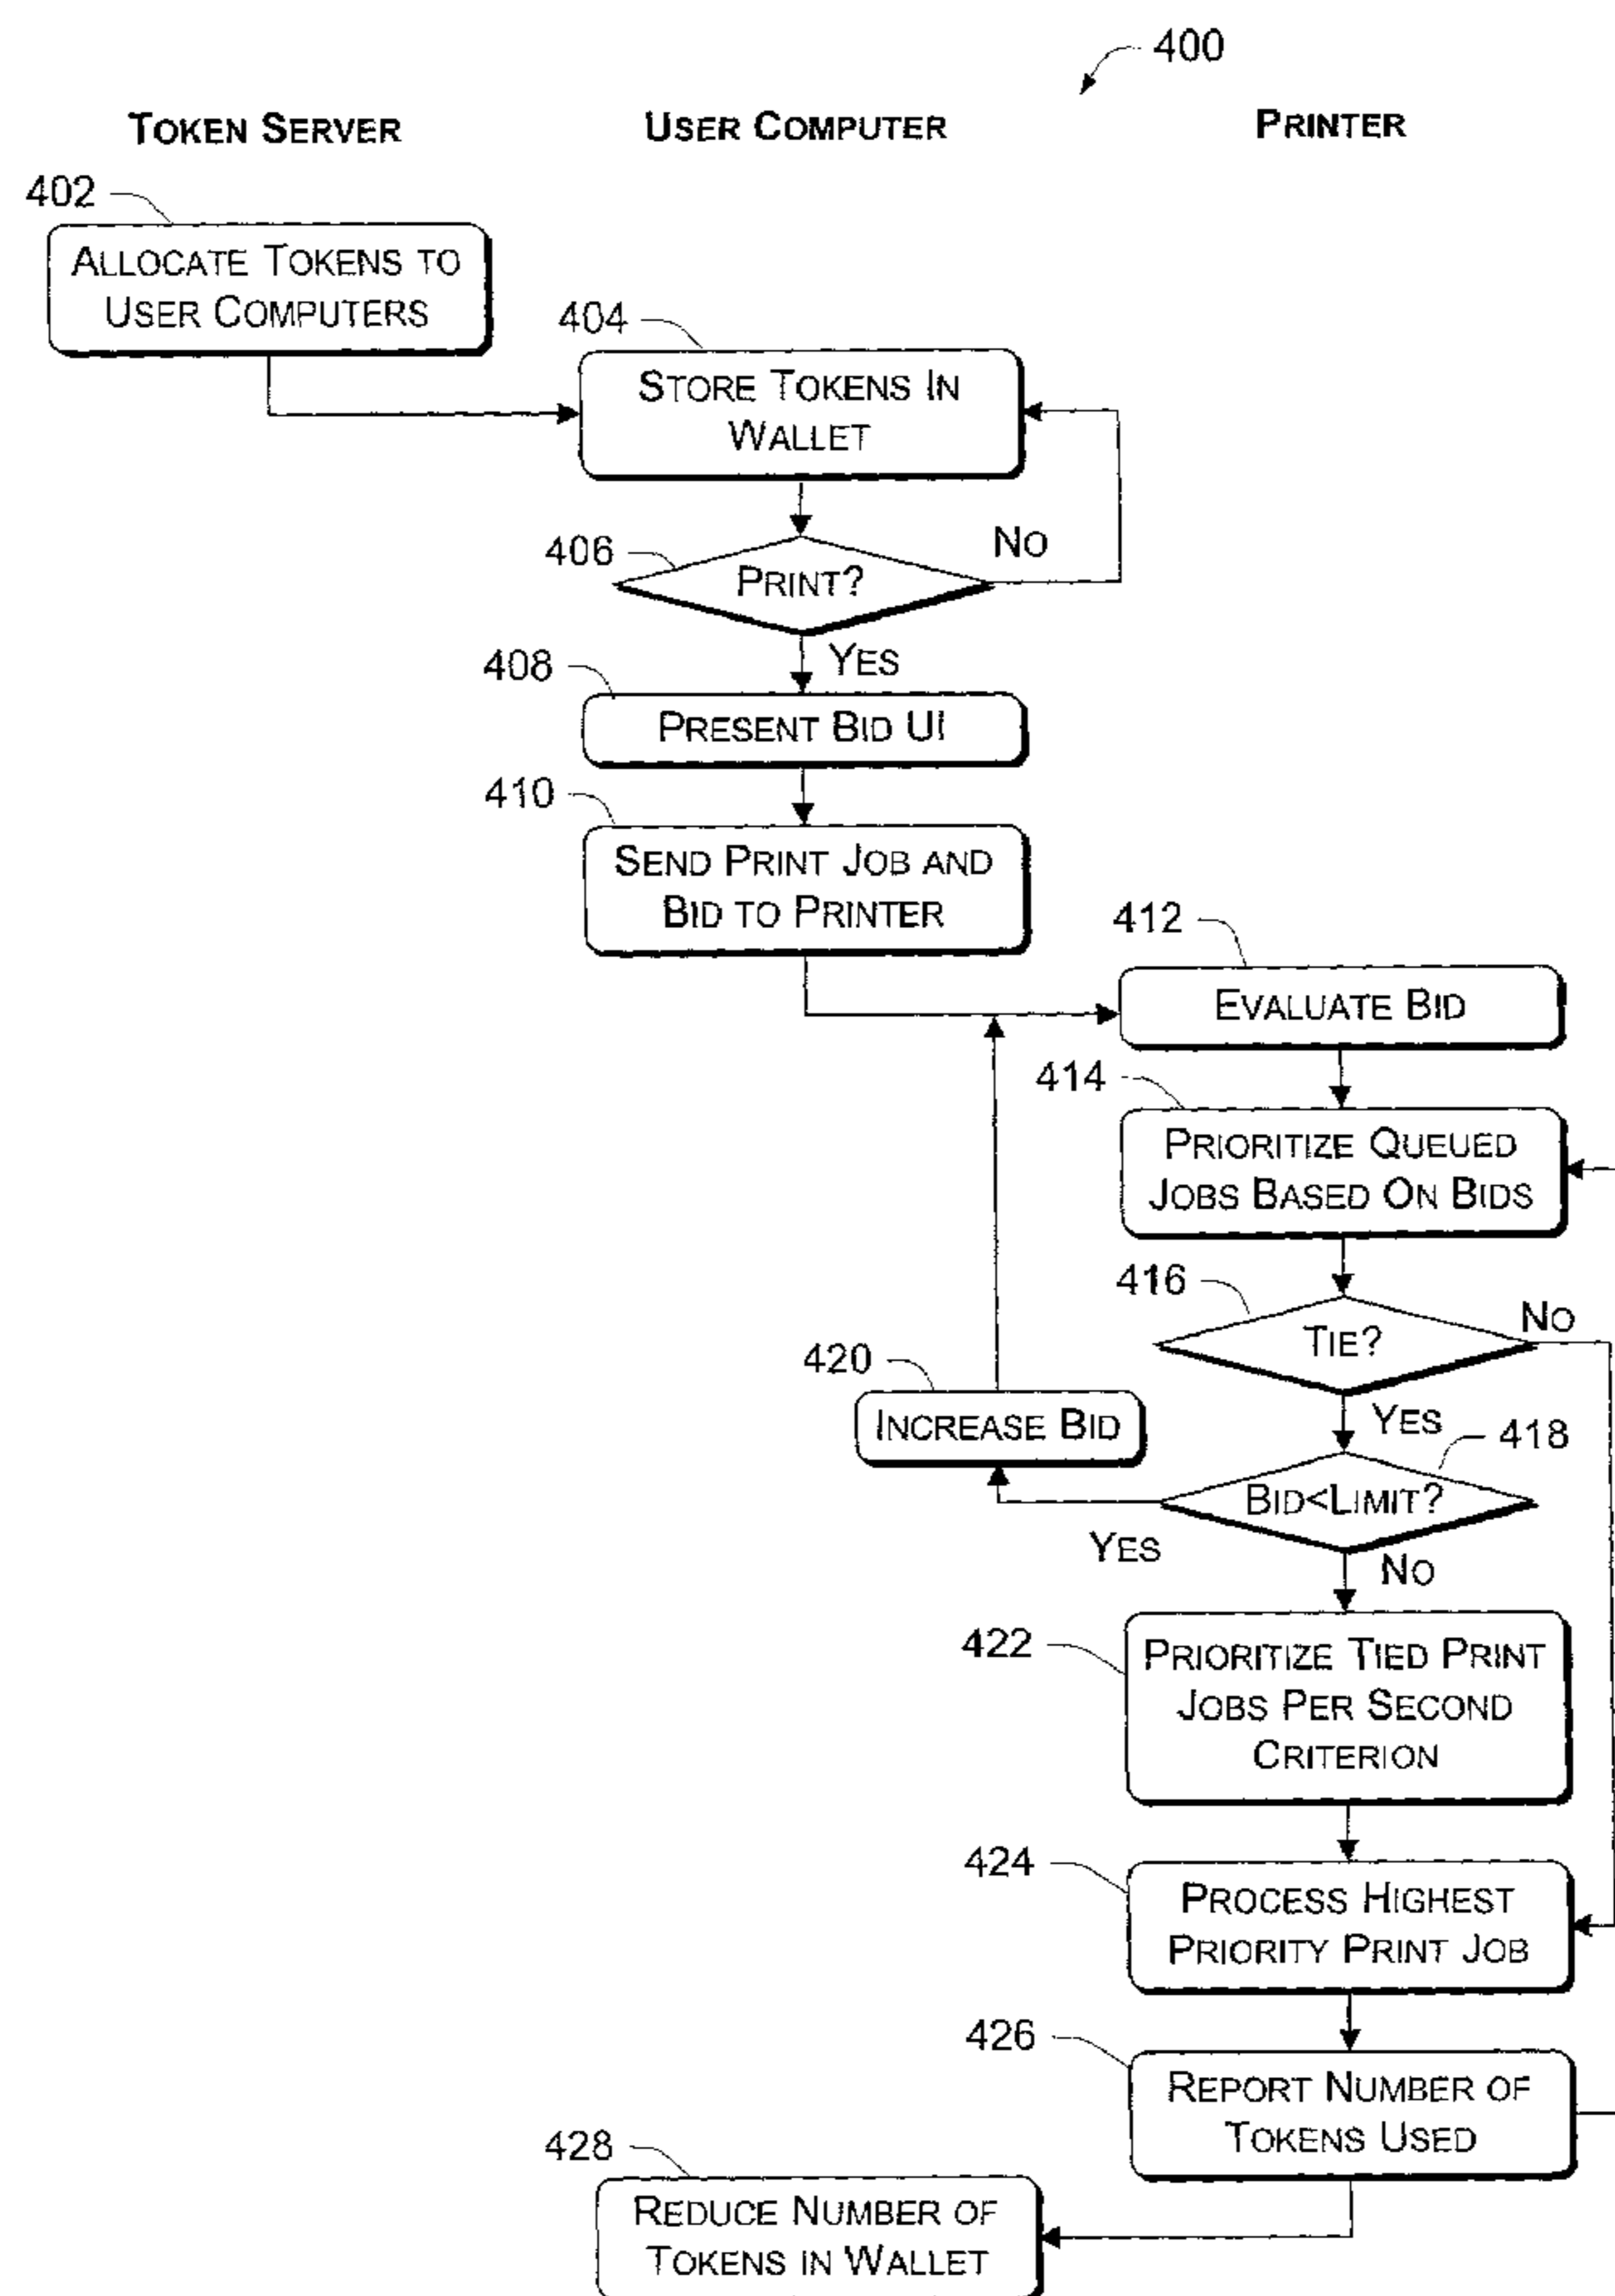 400
TOKEN SERVER
USER COMPUTER
PRINTER
402
ALLOCATE TOKENS TO
USER COMPUTERS
404
STORE TOKENS IN
WALLET
406
PRINT?
NO
YES
408
PRESENT BID UI
410
SEND PRINT JOB AND
BID TO PRINTER
412
EVALUATE BID
414
PRIORITIZE QUEUED
JOBS BASED ON BIDS
416
TIE?
NO
YES
420
INCREASE BID
418
BID<LIMIT?
YES
NO
422
PRIORITIZE TIED PRINT
JOBS PER SECOND
CRITERION
424
PROCESS HIGHEST
PRIORITY PRINT JOB
426
REPORT NUMBER OF
TOKENS USED
428
REDUCE NUMBER OF
TOKENS IN WALLET